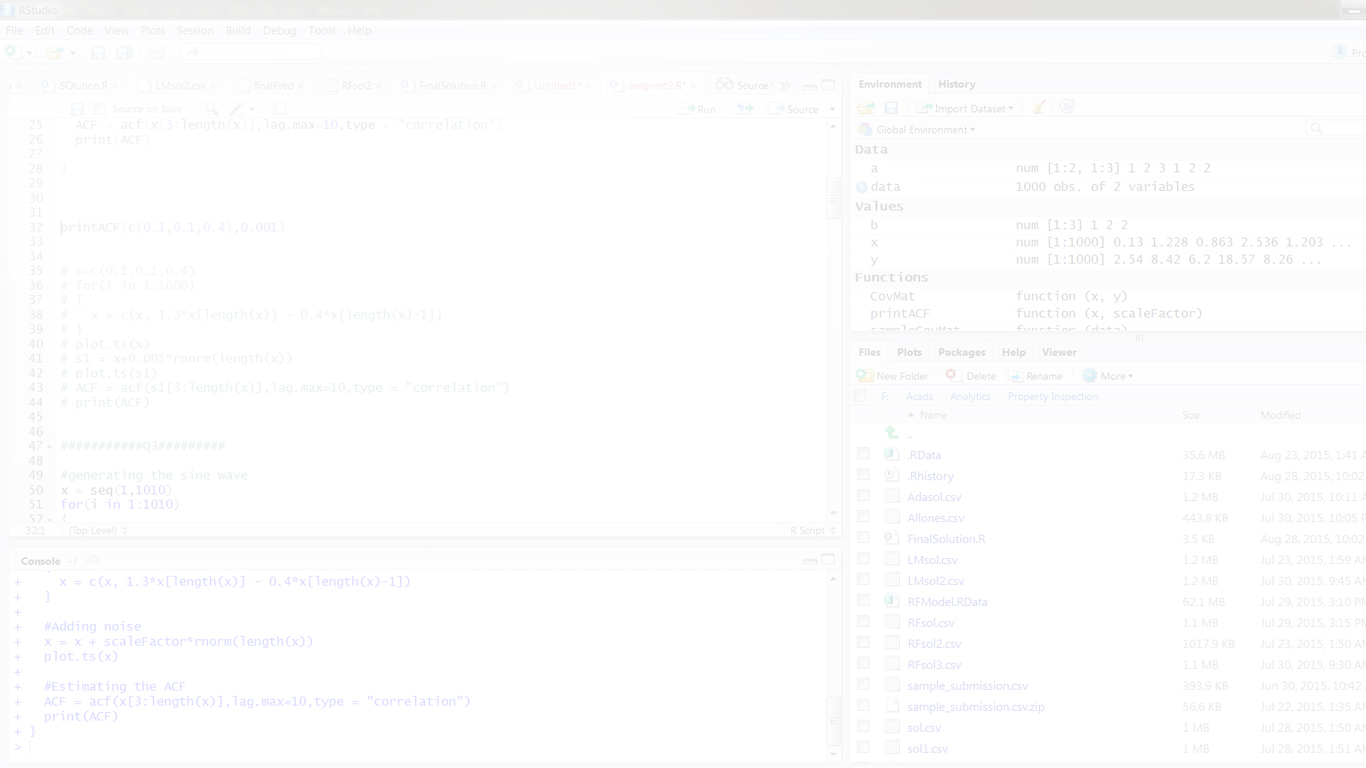 RStudio
File Edit Code View Plots Session Build Debug Tools Help
SOlution.R LMsol2.csv finalPred RFsol2 FinalSolution.R Untitled1* assgnmt2.R* Source
Source on Save Run Source
25 ACF = acf(x[3:length(x)],lag.max=10,type = "correlation")
26 print(ACF)
27
28 }
29
30
31
32 printACF(c(0.1,0.1,0.4),0.001)
33
34
35 # x=c(0.1,0.1,0.4)
36 # for(i in 1:1000)
37 # {
38 #   x = c(x, 1.3*x[length(x)] - 0.4*x[length(x)-1])
39 # }
40 # plot.ts(x)
41 # s1 = x+0.001*rnorm(length(x))
42 # plot.ts(s1)
43 # ACF = acf(s1[3:length(x)],lag.max=10,type = "correlation")
44 # print(ACF)
45
46
47 ###########Q3#########
48
49 #generating the sine wave
50 x = seq(1,1010)
51 for(i in 1:1010)
52 {
32:1 (Top Level) R Script
Console ~/
+ x = c(x, 1.3*x[length(x)] - 0.4*x[length(x)-1])
+ }
+
+ #Adding noise
+ x = x + scaleFactor*rnorm(length(x))
+ plot.ts(x)
+
+ #Estimating the ACF
+ ACF = acf(x[3:length(x)],lag.max=10,type = "correlation")
+ print(ACF)
+ }
>
Environment History
Import Dataset
Global Environment
Data
a num [1:2, 1:3] 1 2 3 1 2 2
data 1000 obs. of 2 variables
Values
b num [1:3] 1 2 2
x num [1:1000] 0.13 1.228 0.863 2.536 1.203 ...
y num [1:1000] 2.54 8.42 6.2 18.57 8.26 ...
Functions
CovMat function (x, y)
printACF function (x, scaleFactor)
sampleCovMat function (data)
Files Plots Packages Help Viewer
New Folder Delete Rename More
F: Acads Analytics Property Inspection
Name Size Modified
..
.RData 35.6 MB Aug 23, 2015, 1:41 A
.Rhistory 17.3 KB Aug 28, 2015, 10:02
Adasol.csv 1.2 MB Jul 30, 2015, 10:11 A
Allones.csv 443.8 KB Jul 30, 2015, 10:05 P
FinalSolution.R 3.5 KB Aug 28, 2015, 10:02
LMsol.csv 1.2 MB Jul 23, 2015, 1:59 A
LMsol2.csv 1.2 MB Jul 30, 2015, 9:45 A
RFModel.RData 62.1 MB Jul 29, 2015, 3:10 P
RFsol.csv 1.1 MB Jul 29, 2015, 3:15 P
RFsol2.csv 1017.9 KB Jul 23, 2015, 1:50 A
RFsol3.csv 1.1 MB Jul 30, 2015, 9:30 A
sample_submission.csv 393.9 KB Jun 30, 2015, 10:42
sample_submission.csv.zip 56.6 KB Jul 22, 2015, 1:35 A
sol.csv 1 MB Jul 28, 2015, 1:50 A
sol1.csv 1 MB Jul 28, 2015, 1:51 A